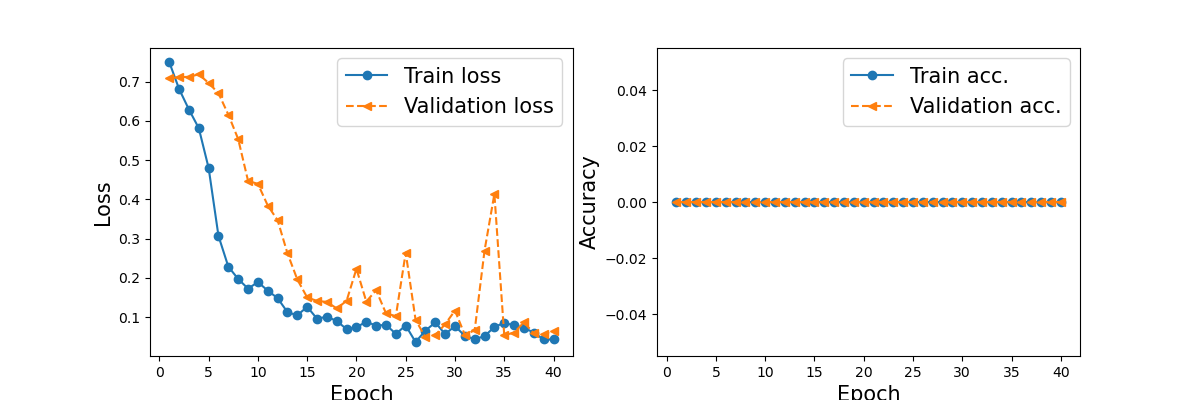 Train loss
Validation loss
0.7
0.6
0.5
0.4
0.3
0.2
0.1
Loss
0 5 10 15 20 25 30 35 40
Epoch
Train acc.
Validation acc.
0.04
0.02
0.00
−0.02
−0.04
Accuracy
0 5 10 15 20 25 30 35 40
Epoch